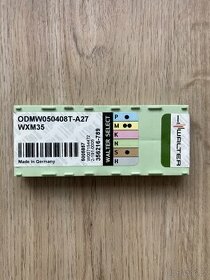 ODMW050408T-A27
WXM35
Made in Germany
WALTER SELECT
P
M
K
N
S
H
WALTER